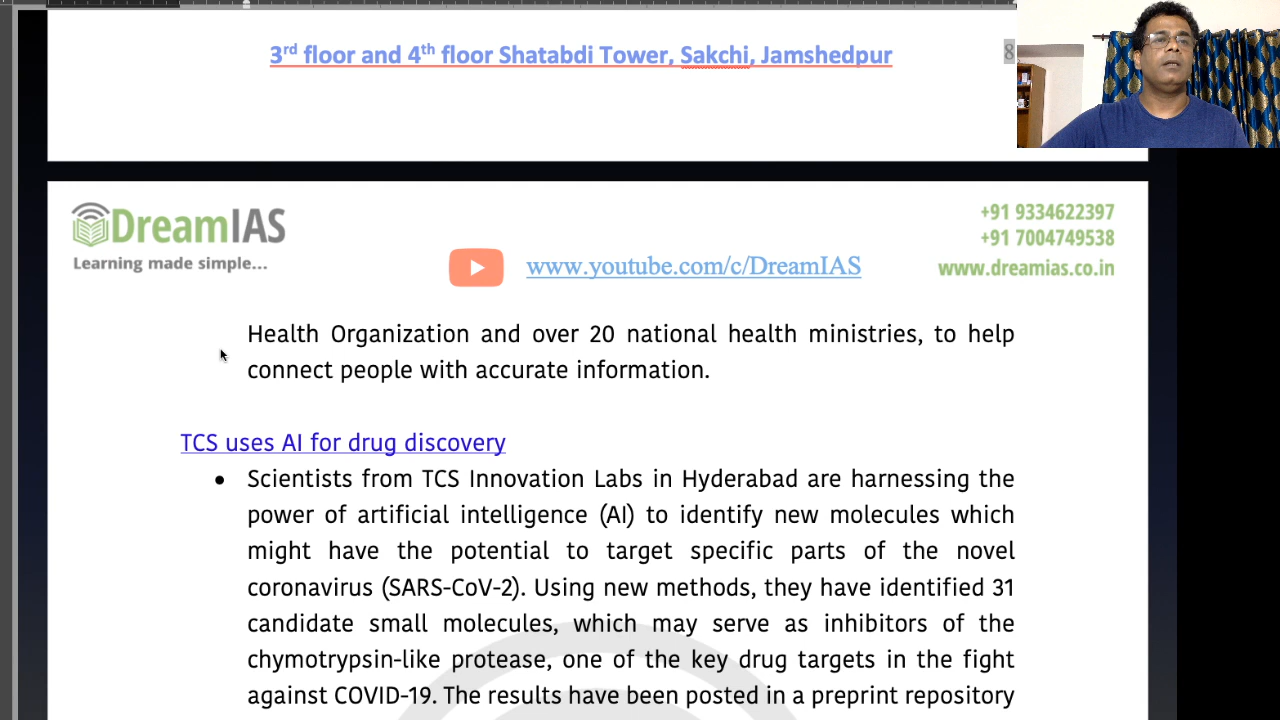 3rd floor and 4th floor Shatabdi Tower, Sakchi, Jamshedpur
8
DreamIAS
Learning made simple...
+91 9334622397
+91 7004749538
www.youtube.com/c/DreamIAS
www.dreamias.co.in
Health Organization and over 20 national health ministries, to help
connect people with accurate information.
TCS uses AI for drug discovery
• Scientists from TCS Innovation Labs in Hyderabad are harnessing the
power of artificial intelligence (AI) to identify new molecules which
might have the potential to target specific parts of the novel
coronavirus (SARS-CoV-2). Using new methods, they have identified 31
candidate small molecules, which may serve as inhibitors of the
chymotrypsin-like protease, one of the key drug targets in the fight
against COVID-19. The results have been posted in a preprint repository